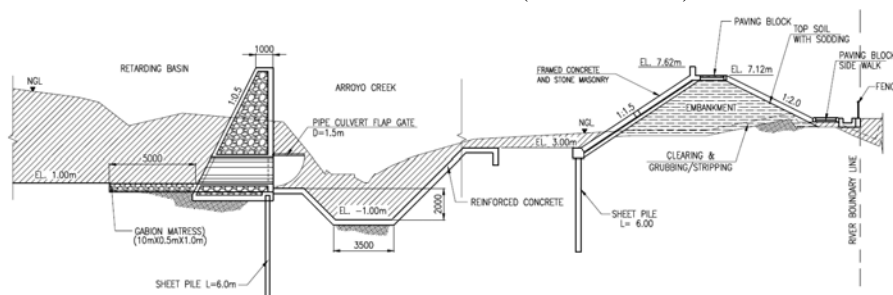 1000
PAVING BLOCK
TOP SOIL
WITH SODDING
NGL
RETARDING BASIN
EL. 7.62m
EL. 7.12m
PAVING BLOCK
SIDE WALK
FRAMED CONCRETE
AND STONE MASONRY
ARROYO CREEK
1:0.5
FENC
EMBANKMENT
1:1.5
1:2.0
PIPE CULVERT FLAP GATE
D=1.5m
NGL
EL. 3.00m
5000
CLEARING &
GRUBBING/STRIPPING
EL. 1.00m
EL. -1.00m
2000
REINFORCED CONCRETE
3500
GABION MATRESS)
(10mX0.5mX1.0m)
SHEET PILE
L= 6.00
SHEET PILE L=6.0m
RIVER BOUNDARY LINE